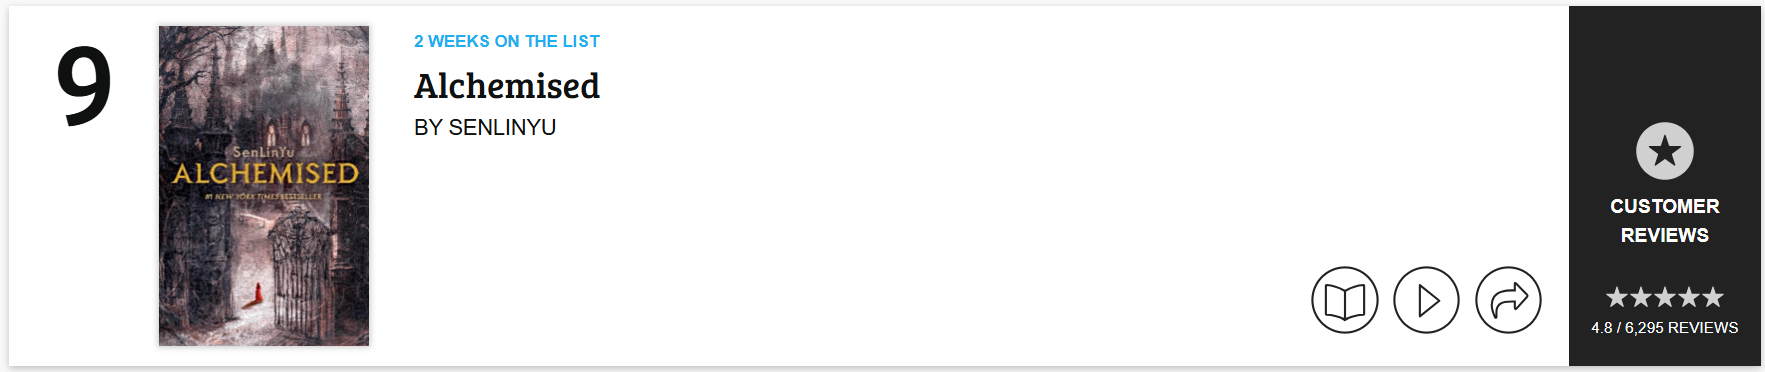 9
SenLinYu
ALCHEMISED
#1 NEW YORK TIMES BESTSELLER
2 WEEKS ON THE LIST
Alchemised
BY SENLINYU
CUSTOMER
REVIEWS
4.8 / 6,295 REVIEWS